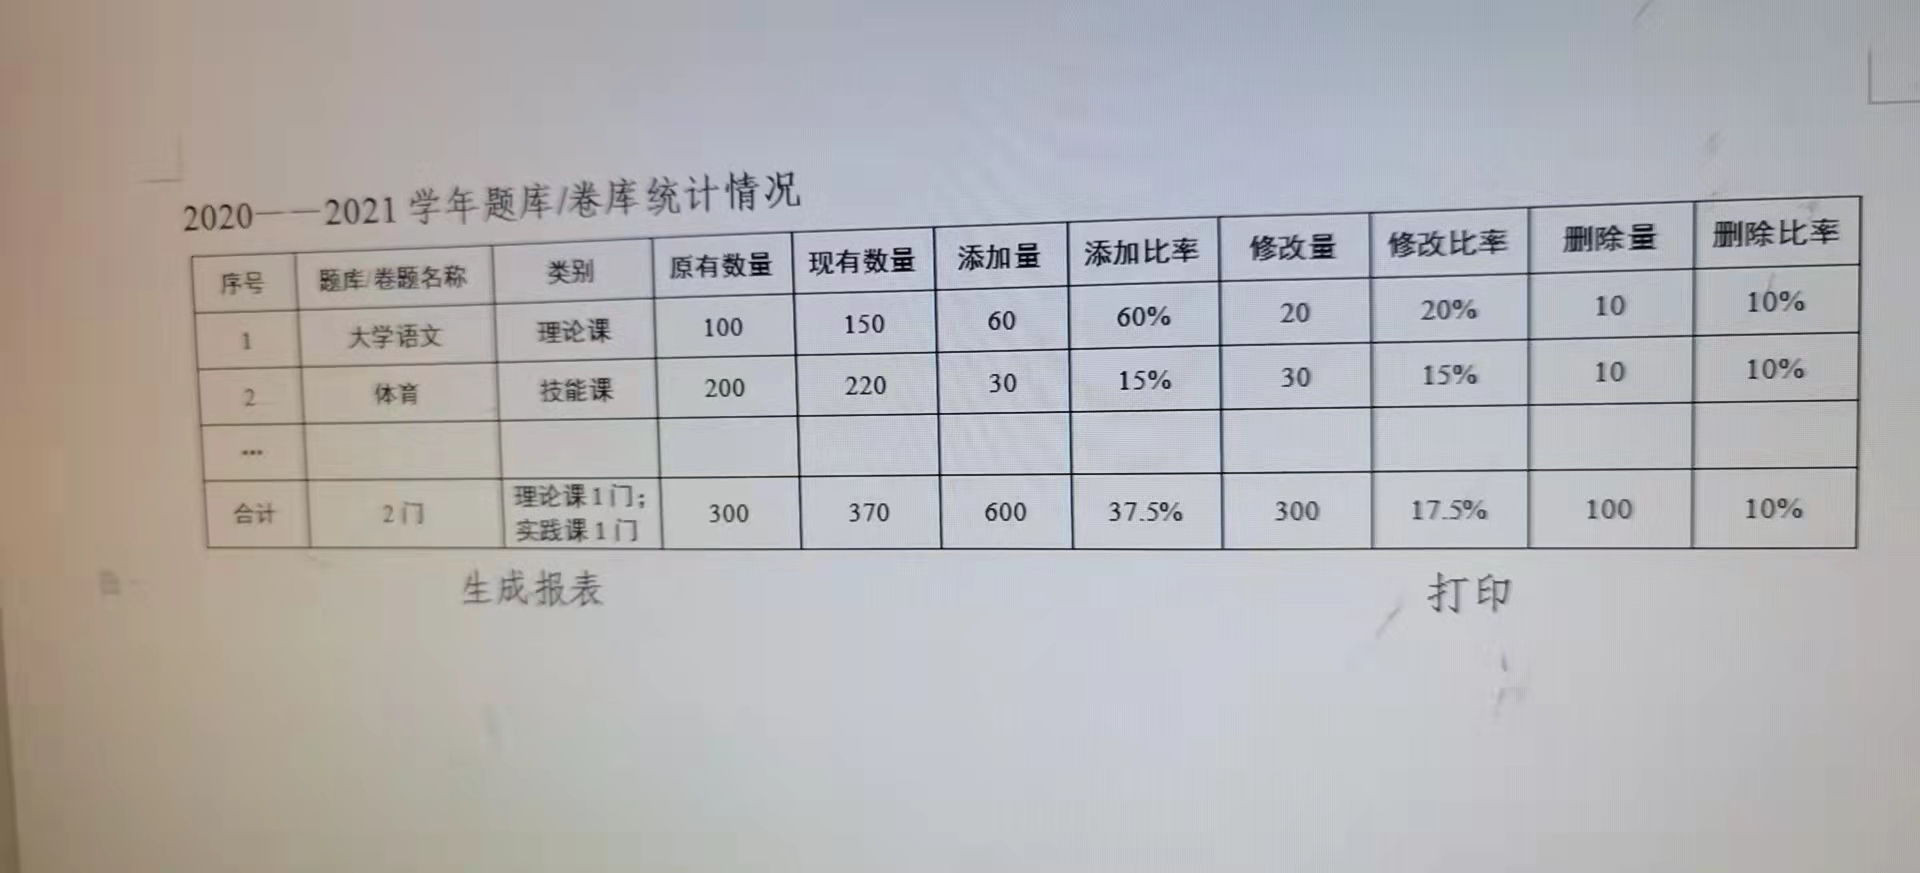 2020——2021学年题库/卷库统计情况
序号 题库/卷题名称 类别 原有数量 现有数量 添加量 添加比率 修改量 修改比率 删除量 删除比率
1 大学语文 理论课 100 150 60 60% 20 20% 10 10%
2 体育 技能课 200 220 30 15% 30 15% 10 10%
...
合计 2门 理论课1门； 300 370 600 37.5% 300 17.5% 100 10%
实践课1门
生成报表 打印